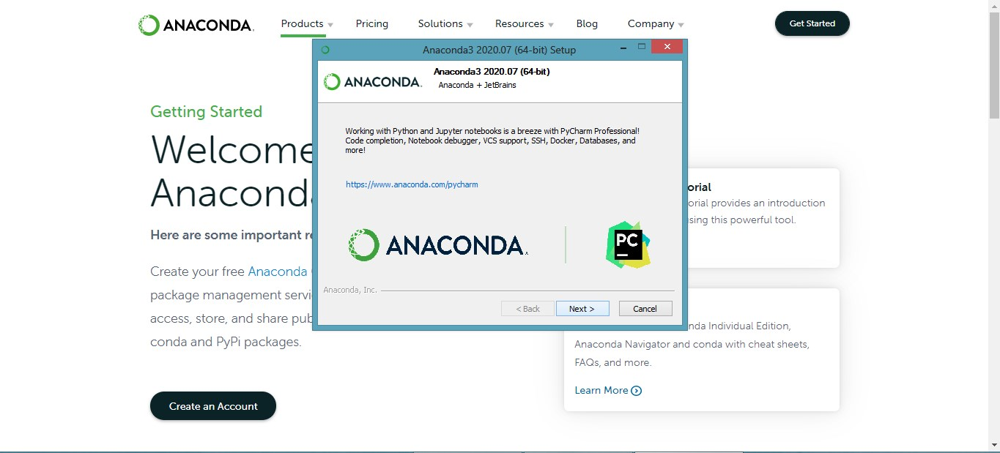 ANACONDA.
Products
Pricing
Solutions
Resources
Blog
Company
Get Started
Anaconda3 2020.07 (64-bit) Setup
ANACONDA.
Anaconda3 2020.07 (64-bit)
Anaconda + JetBrains
Working with Python and Jupyter notebooks is a breeze with PyCharm Professional!
Code completion, Notebook debugger, VCS support, SSH, Docker, Databases, and
more!
https://www.anaconda.com/pycharm
ANACONDA.
PC
Anaconda, Inc.
< Back
Next >
Cancel
Getting Started
Welcome
Anaconda
Here are some important re
Create your free Anaconda
package management servi
access, store, and share pub
conda and PyPi packages.
Create an Account
orial
orial provides an introduction
sing this powerful tool.
nda Individual Edition,
Anaconda Navigator and conda with cheat sheets,
FAQs, and more.
Learn More